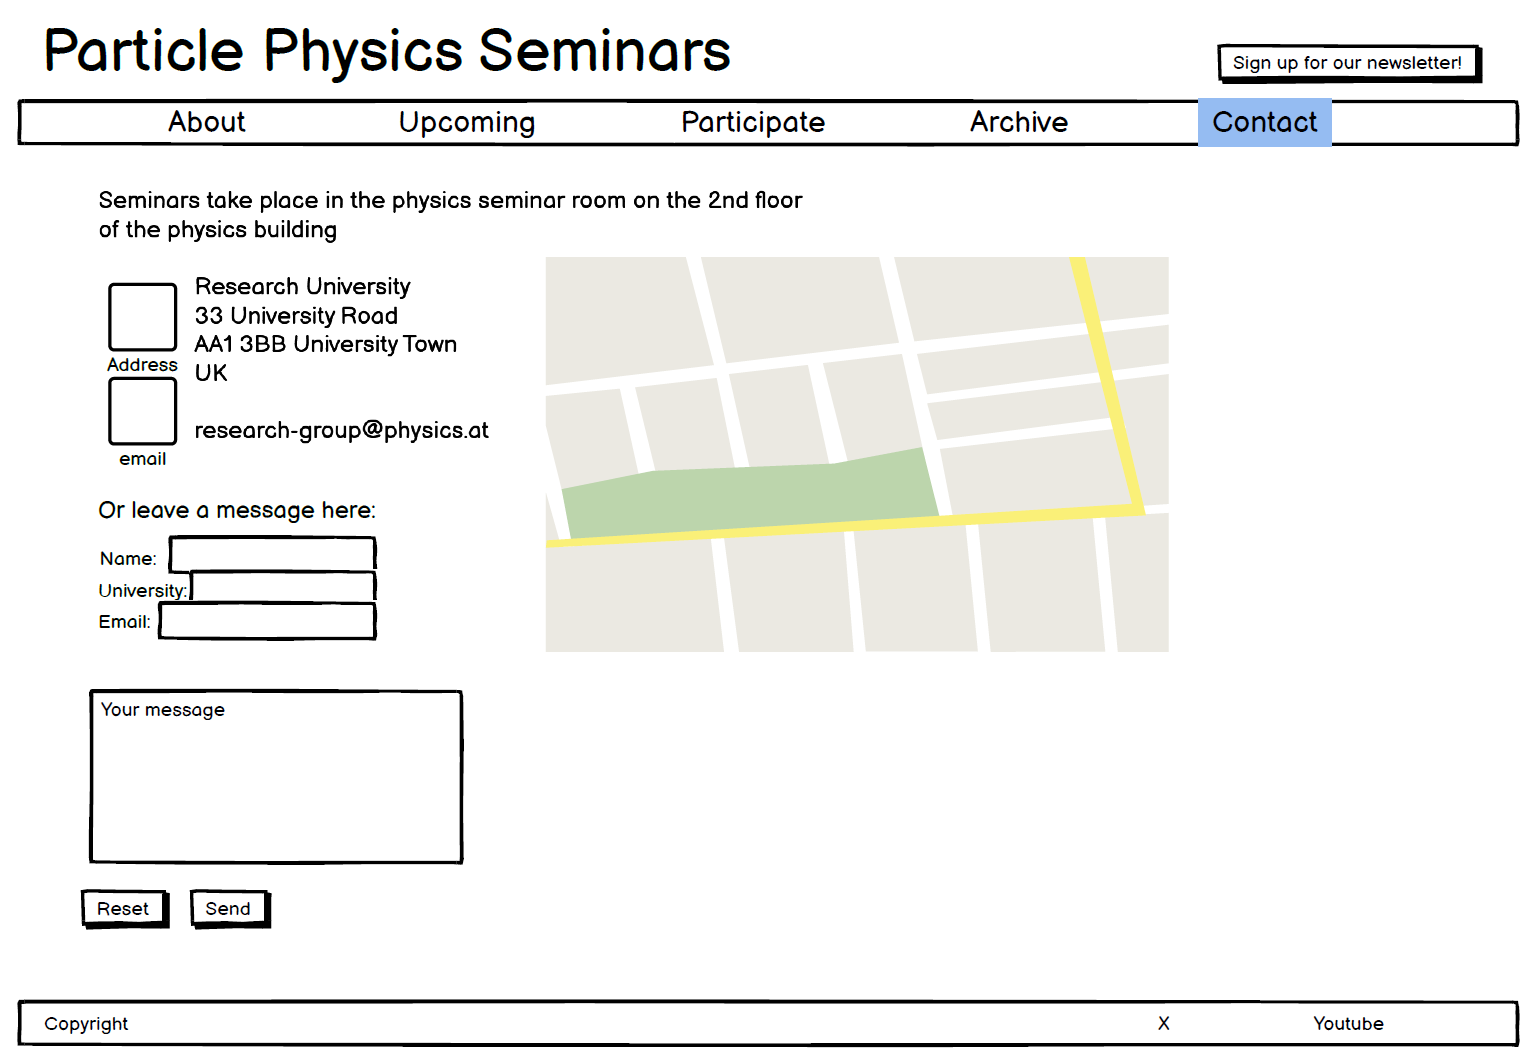 Particle Physics Seminars
Sign up for our newsletter!
About Upcoming Participate Archive Contact
Seminars take place in the physics seminar room on the 2nd floor
of the physics building
Research University
33 University Road
AA1 3BB University Town
Address
UK
research-group@physics.at
email
Or leave a message here:
Name:
University:
Email:
Your message
Reset Send
Copyright X Youtube